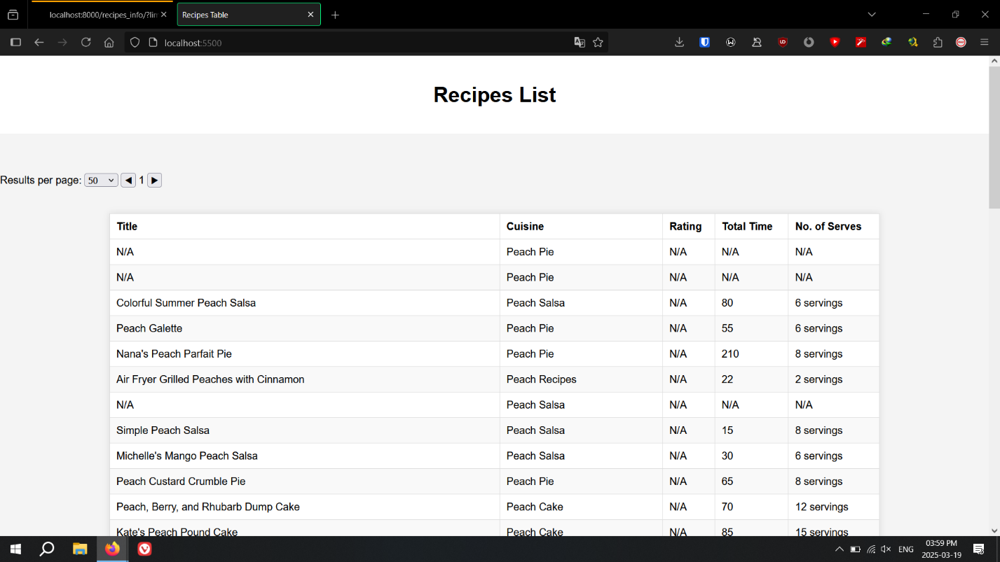 localhost:8000/recipes_info/?lin
Recipes Table
localhost:5500
Recipes List
Results per page: 50 ◀ 1 ▶
Title Cuisine Rating Total Time No. of Serves
N/A Peach Pie N/A N/A N/A
N/A Peach Pie N/A N/A N/A
Colorful Summer Peach Salsa Peach Salsa N/A 80 6 servings
Peach Galette Peach Pie N/A 55 6 servings
Nana's Peach Parfait Pie Peach Pie N/A 210 8 servings
Air Fryer Grilled Peaches with Cinnamon Peach Recipes N/A 22 2 servings
N/A Peach Salsa N/A N/A N/A
Simple Peach Salsa Peach Salsa N/A 15 8 servings
Michelle's Mango Peach Salsa Peach Salsa N/A 30 6 servings
Peach Custard Crumble Pie Peach Pie N/A 65 8 servings
Peach, Berry, and Rhubarb Dump Cake Peach Cake N/A 70 12 servings
Kate's Peach Pound Cake Peach Cake N/A 85 15 servings
ENG
03:59 PM
2025-03-19